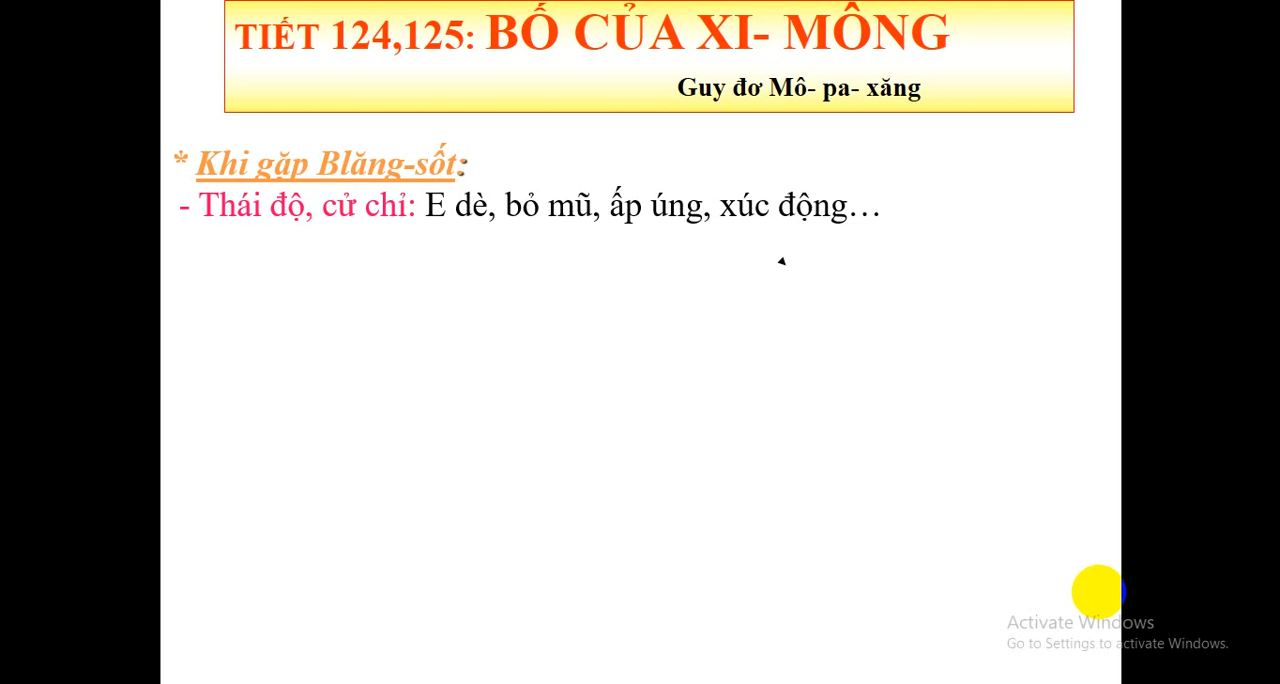 TIẾT 124,125: BỐ CỦA XI- MÔNG
Guy đơ Mô- pa- xăng
* Khi gặp Blăng-sốt:
- Thái độ, cử chỉ: E dè, bỏ mũ, ấp úng, xúc động…
Activate Windows
Go to Settings to activate Windows.